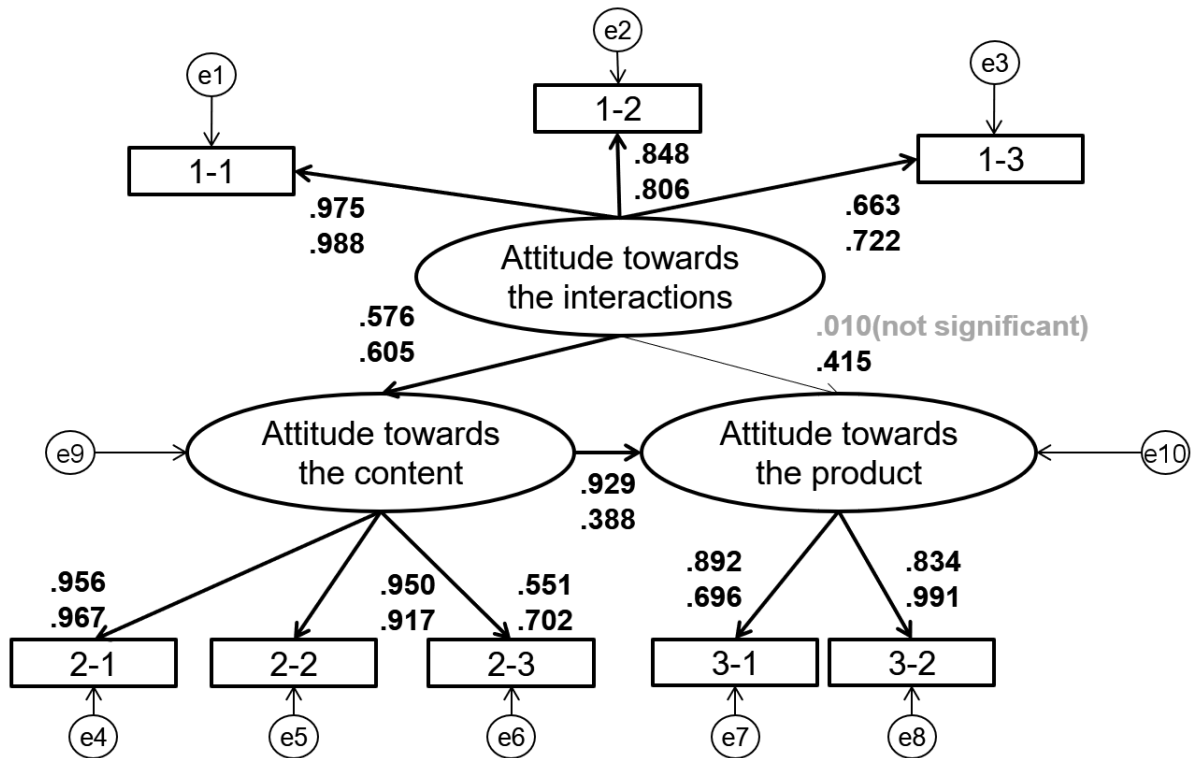 e2
e1
e3
1-2
1-1
1-3
.848
.806
.975
.988
.663
.722
Attitude towards
the interactions
.576
.605
.010(not significant)
.415
Attitude towards
the content
Attitude towards
the product
e9
e10
.929
.388
.956
.967
.950
.917
.551
.702
.892
.696
.834
.991
2-1
2-2
2-3
3-1
3-2
e4
e5
e6
e7
e8